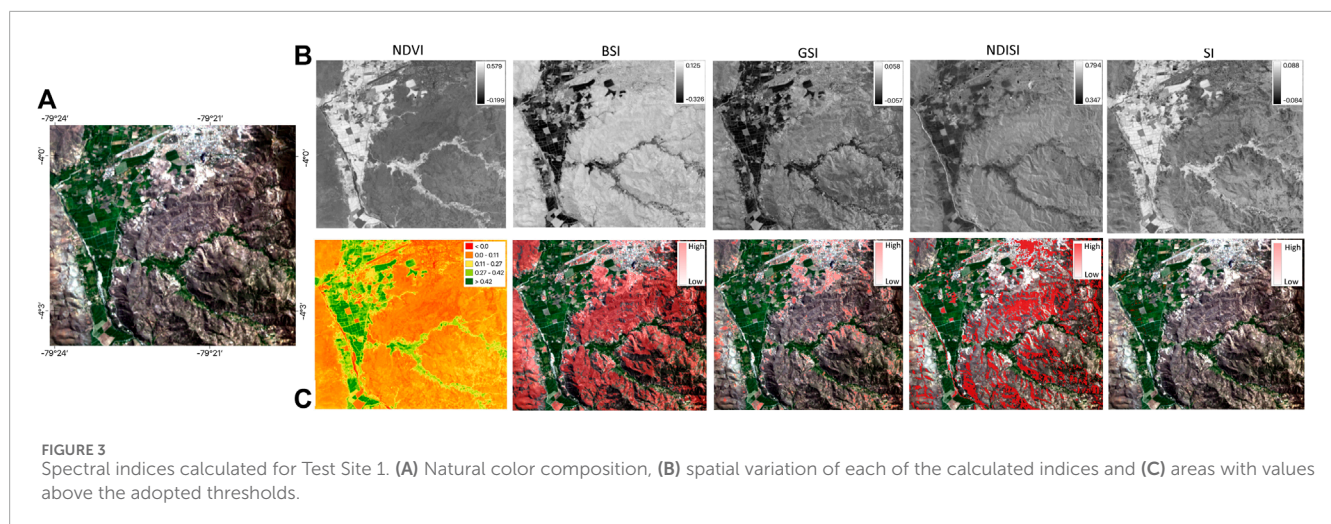 B
NDVI
BSI
GSI
NDISI
SI
0.579
-0.199
0.125
-0.326
0.058
-0.057
0.794
0.347
0.088
-0.084
A
-79°24'
-79°21'
-4°0'
-4°0'
-4°3'
-4°3'
-79°24'
-79°21'
C
< 0.0
0.0 - 0.11
0.11 - 0.27
0.27 - 0.42
> 0.42
High
Low
High
Low
High
Low
High
Low
FIGURE 3
Spectral indices calculated for Test Site 1. (A) Natural color composition, (B) spatial variation of each of the calculated indices and (C) areas with values
above the adopted thresholds.